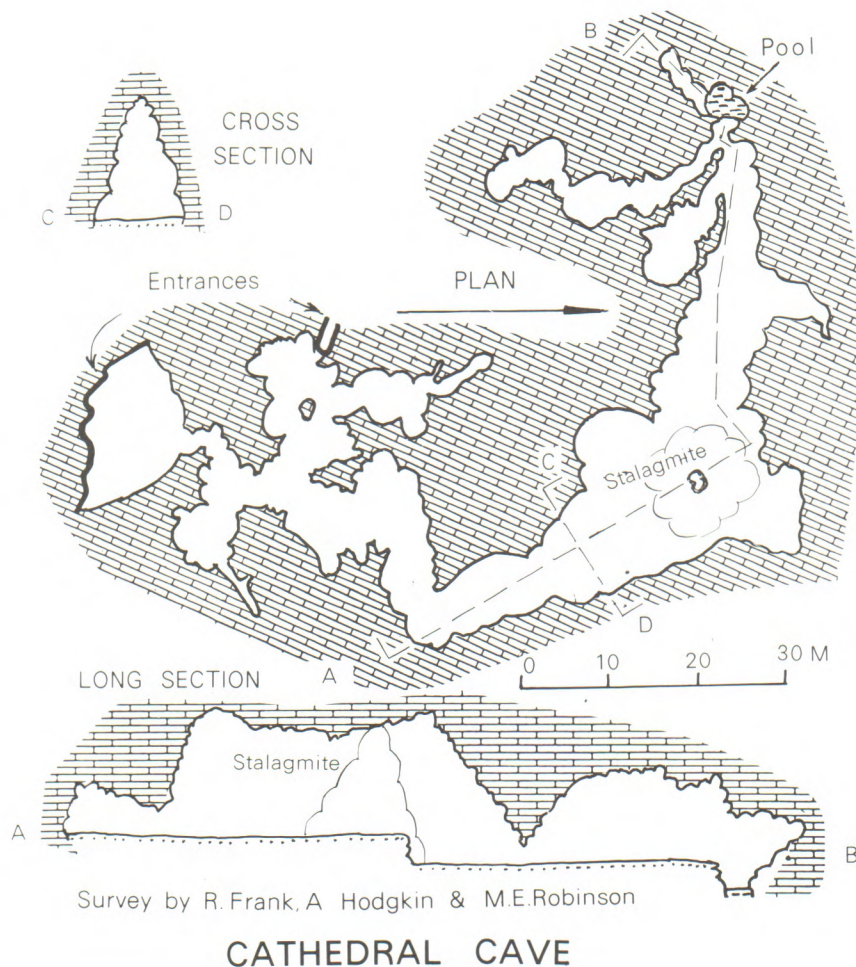 B
Pool
CROSS
SECTION
C
D
Entrances
PLAN
C
Stalagmite
D
A
0 10 20 30 M
LONG SECTION
Stalagmite
A
B
Survey by R. Frank, A Hodgkin & M.E.Robinson
CATHEDRAL CAVE